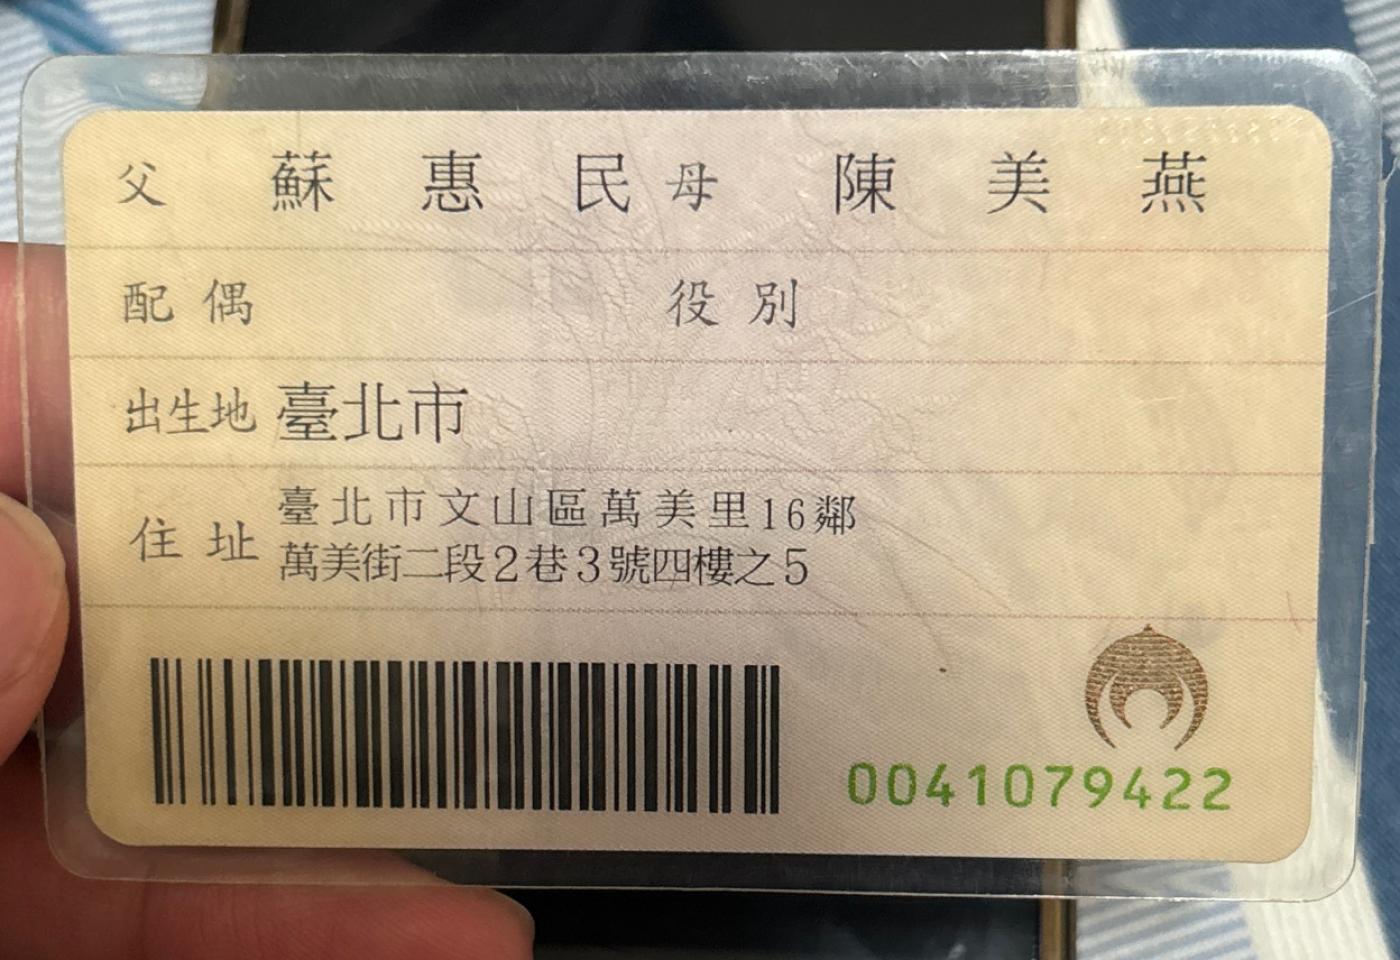 父 蘇惠民 母 陳美燕
配偶 役別
出生地 臺北市
住址 臺北市文山區萬美里16鄰
萬美街二段2巷3號四樓之5
0041079422